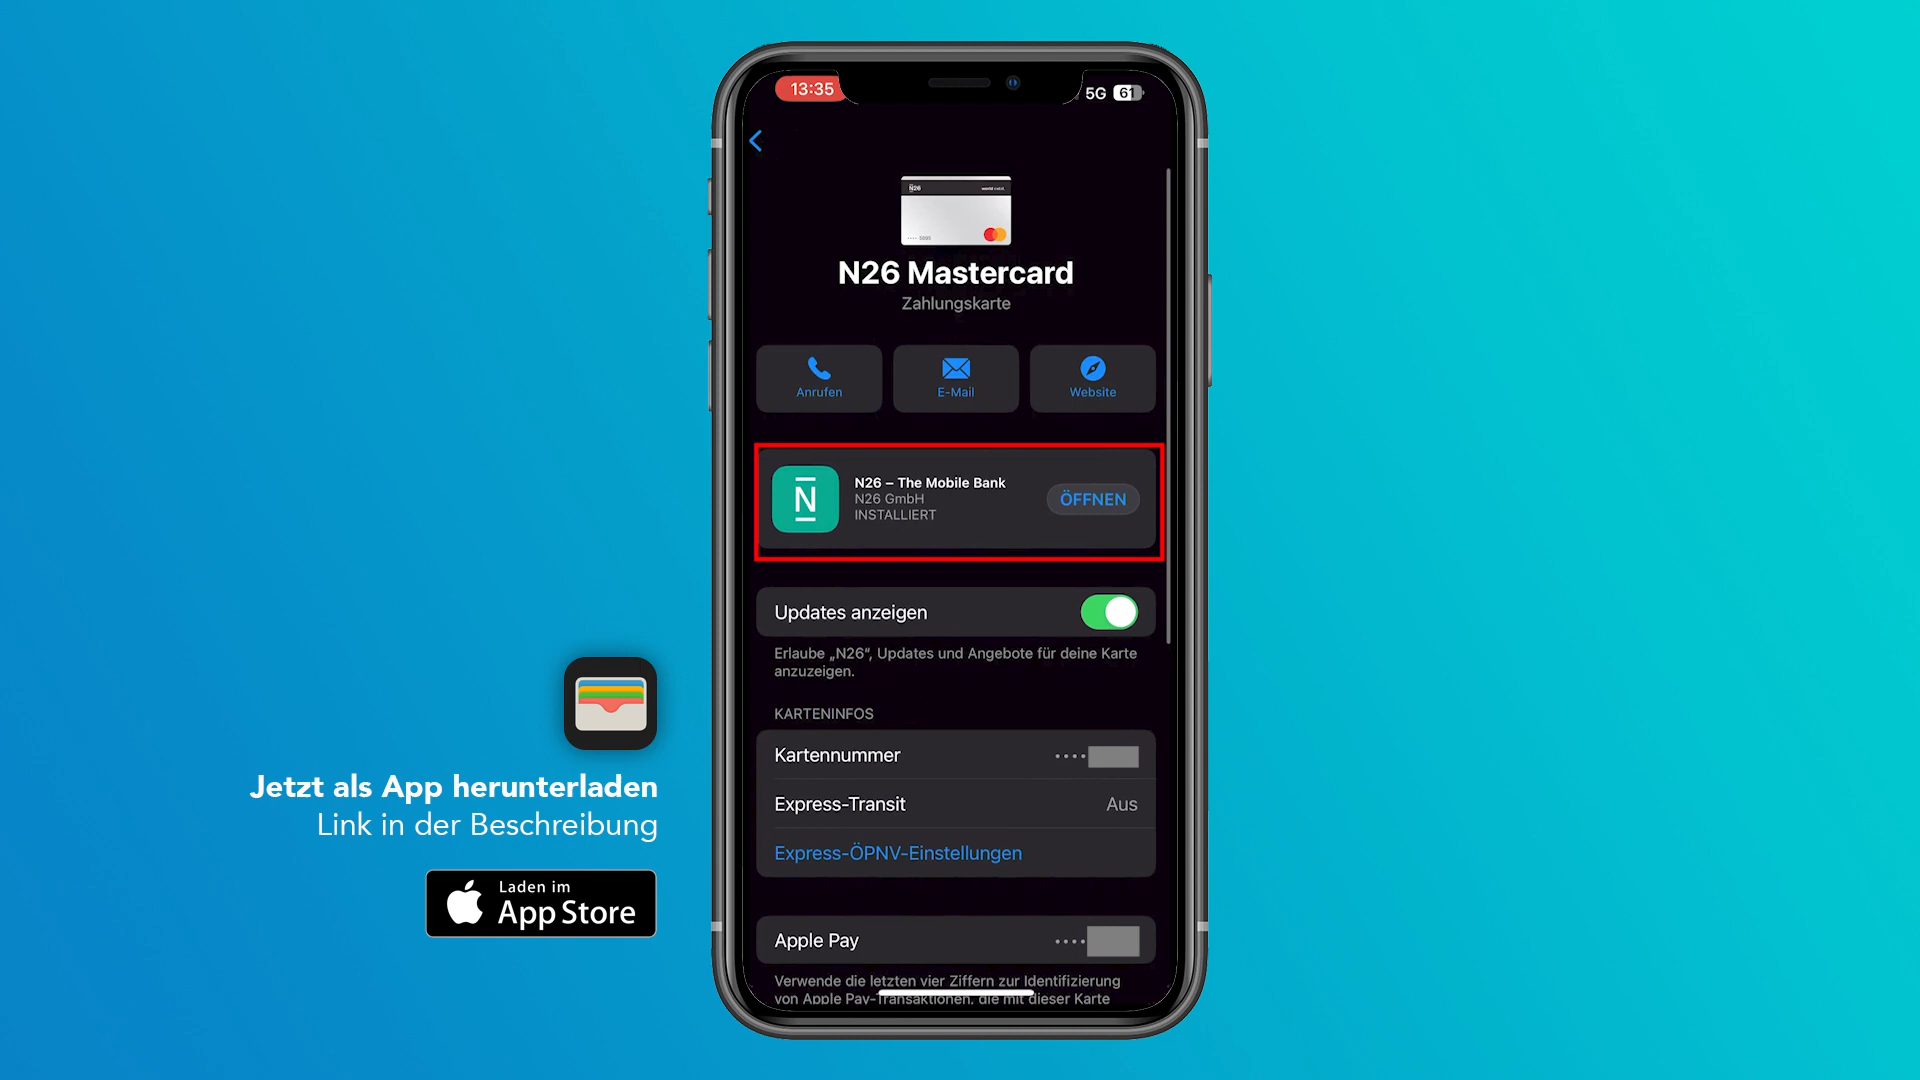 13:35
5G 61
N26
world
N26 Mastercard
Zahlungskarte
Anrufen
E-Mail
Website
N26 – The Mobile Bank
N26 GmbH
INSTALLIERT
ÖFFNEN
Updates anzeigen
Erlaube „N26“, Updates und Angebote für deine Karte
anzuzeigen.
KARTENINFOS
Kartennummer ····
Express-Transit Aus
Express-ÖPNV-Einstellungen
Apple Pay ····
Verwende die letzten vier Ziffern zur Identifizierung
von Apple Pay-Transaktionen, die mit dieser Karte
Jetzt als App herunterladen
Link in der Beschreibung
Laden im
App Store